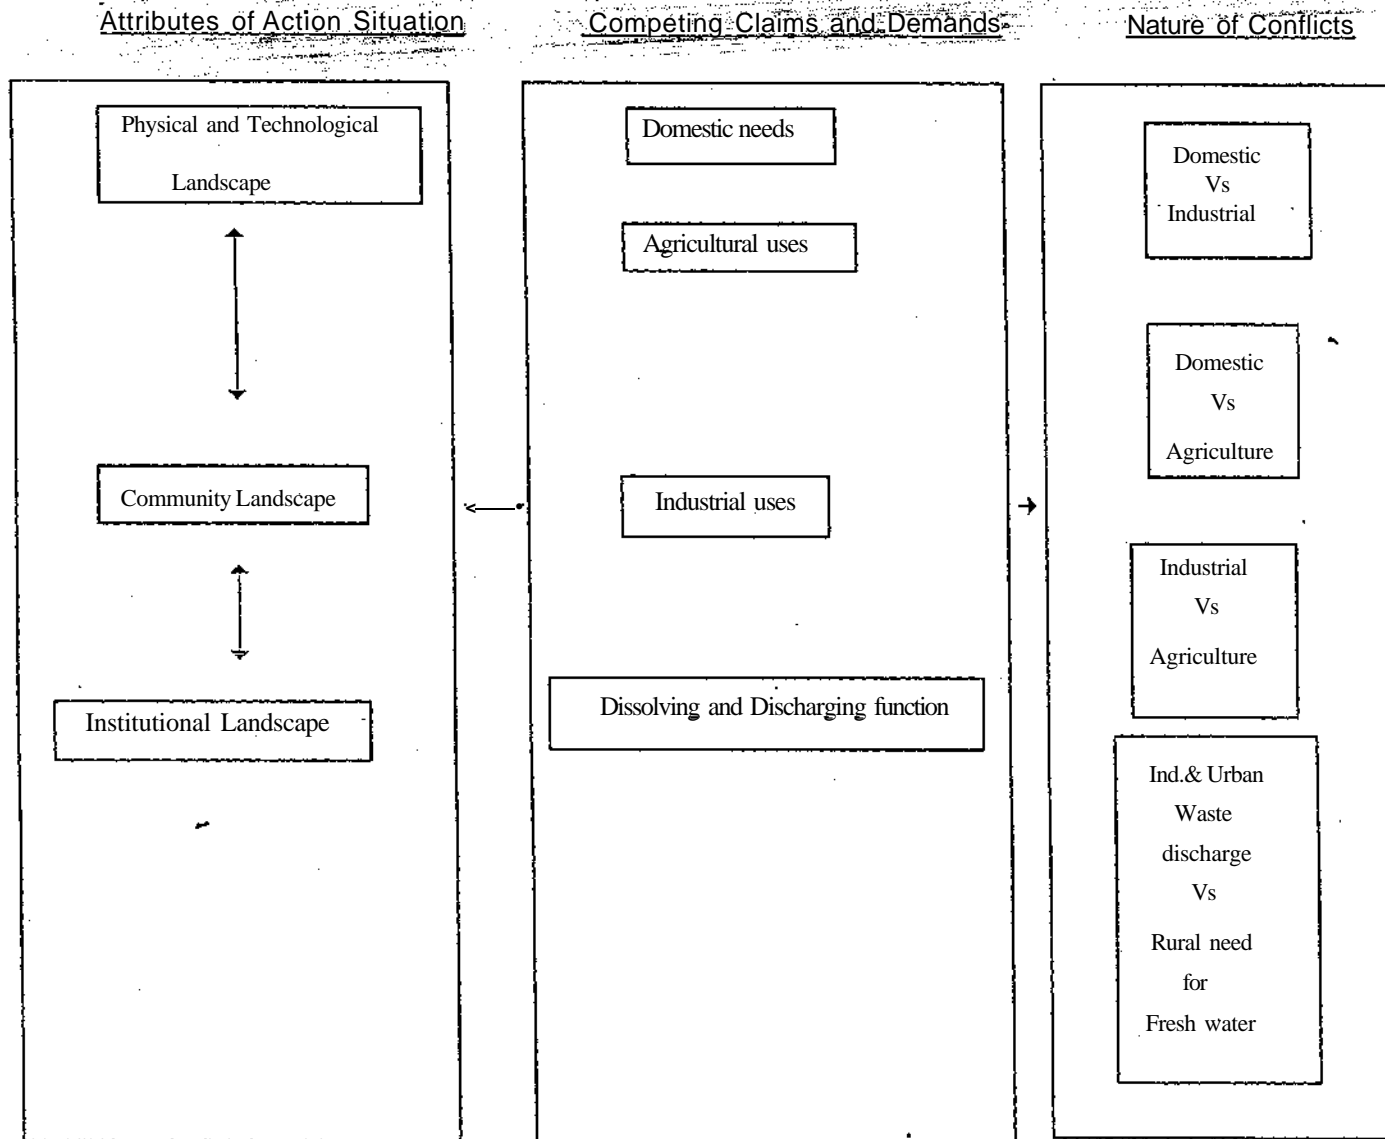 Attributes of Action Situation
Competing Claims and Demands
Nature of Conflicts
Physical and Technological
Landscape
Community Landscape
Institutional Landscape
Domestic needs
Agricultural uses
Industrial uses
Dissolving and Discharging function
Domestic
Vs
Industrial
Domestic
Vs
Agriculture
Industrial
Vs
Agriculture
Ind.& Urban
Waste
discharge
Vs
Rural need
for
Fresh water